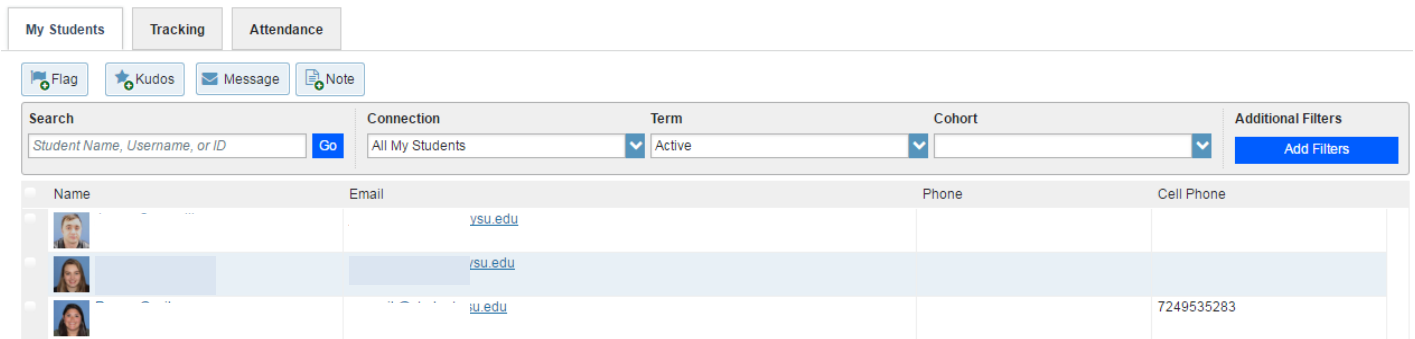 My Students Tracking Attendance
Flag Kudos Message Note
Search Connection Term Cohort Additional Filters
Student Name, Username, or ID Go All My Students Active Add Filters
Name Email Phone Cell Phone
ysu.edu
ysu.edu
su.edu 7249535283